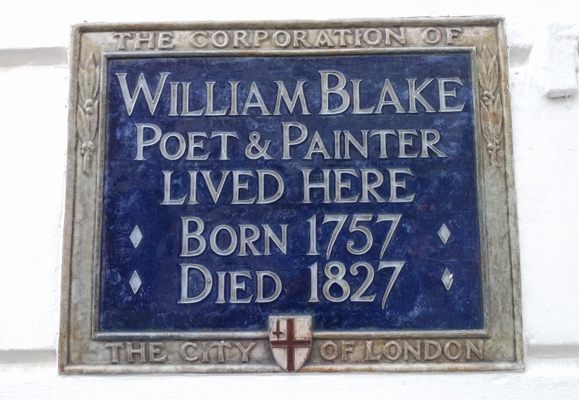 THE CORPORATION OF
WILLIAM BLAKE
POET & PAINTER
LIVED HERE
BORN 1757
DIED 1827
THE CITY OF LONDON